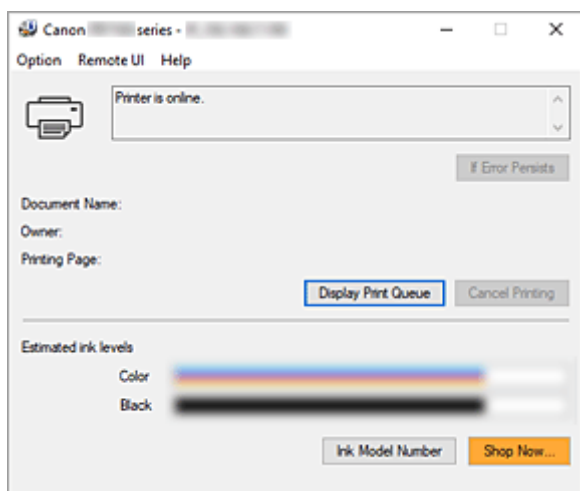 Canon series -
Option Remote UI Help
Printer is online.
If Error Persists
Document Name:
Owner:
Printing Page:
Display Print Queue Cancel Printing
Estimated ink levels
Color
Black
Ink Model Number Shop Now...